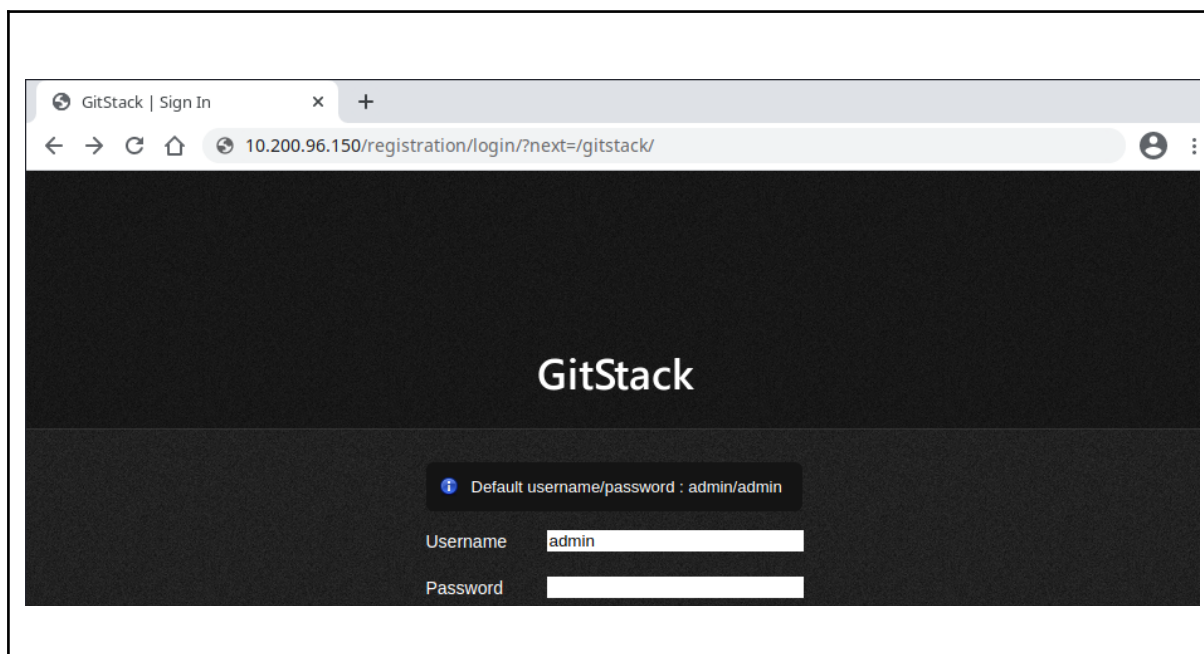 GitStack | Sign In
10.200.96.150/registration/login/?next=/gitstack/
GitStack
Default username/password : admin/admin
Username admin
Password